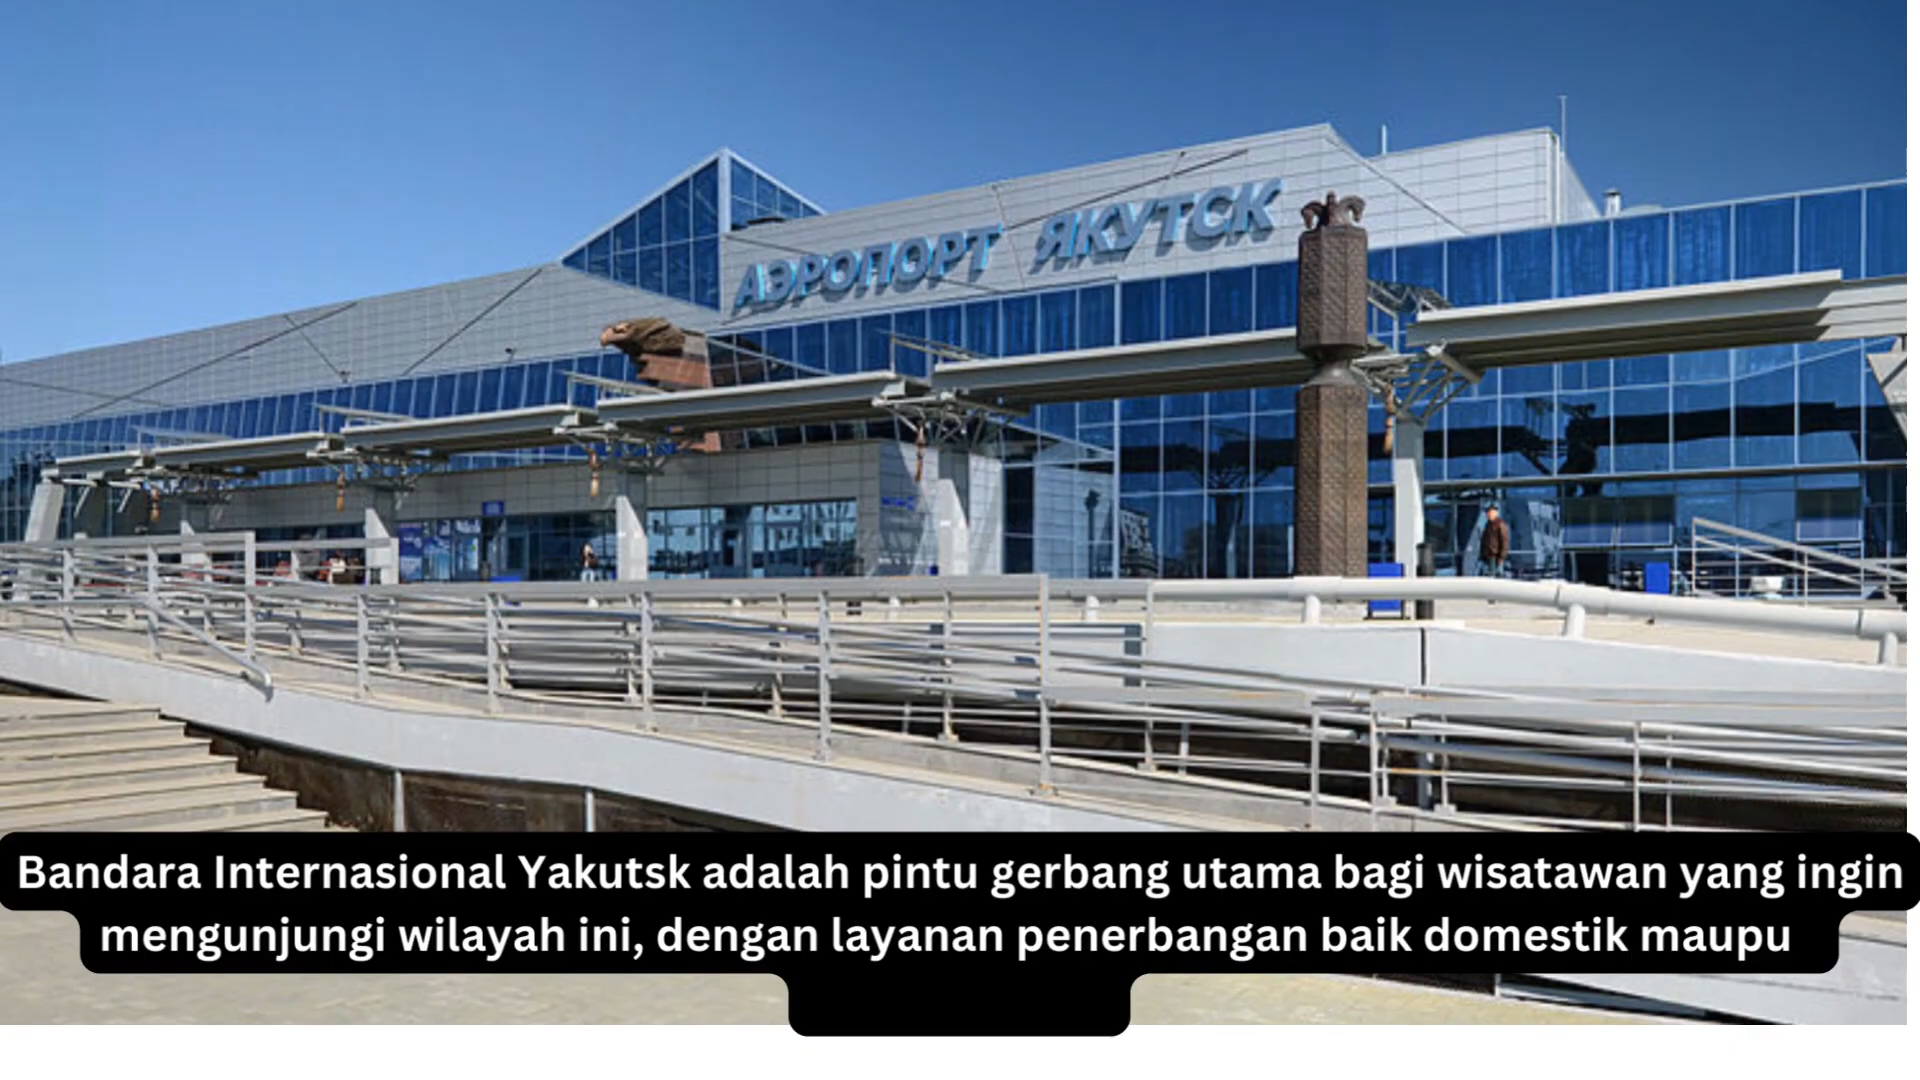 АЭРОПОРТ ЯКУТСК
Bandara Internasional Yakutsk adalah pintu gerbang utama bagi wisatawan yang ingin
mengunjungi wilayah ini, dengan layanan penerbangan baik domestik maupu